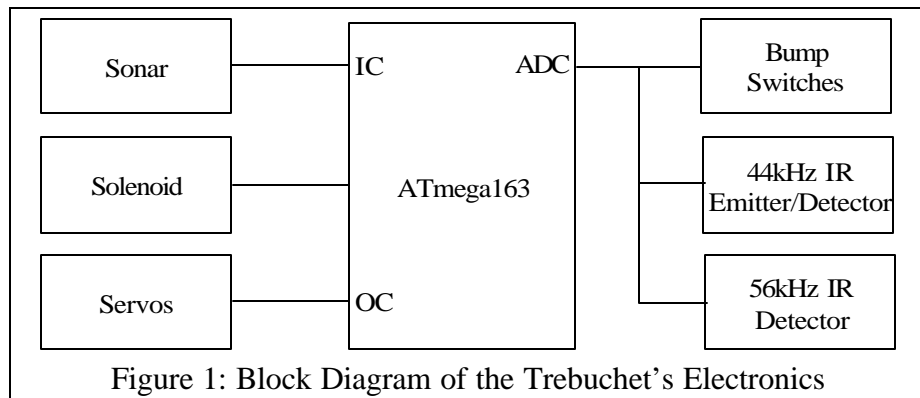 Sonar
IC
ADC
Bump
Switches
Solenoid
ATmega163
44kHz IR
Emitter/Detector
Servos
OC
56kHz IR
Detector
Figure 1: Block Diagram of the Trebuchet's Electronics